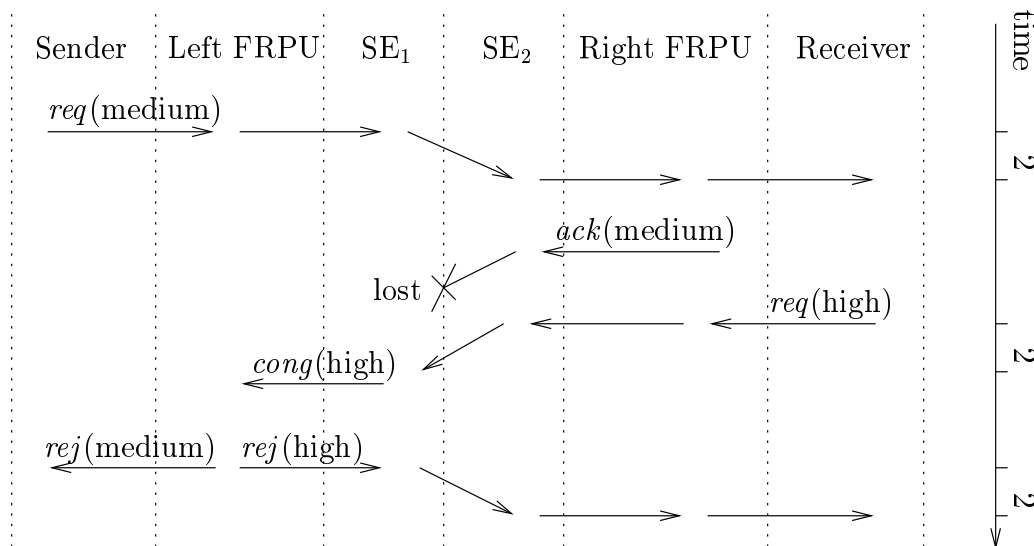 Sender Left FRPU SE₁ SE₂ Right FRPU Receiver
time
req(medium)
2
ack(medium)
lost
req(high)
cong(high)
2
rej(medium) rej(high)
2